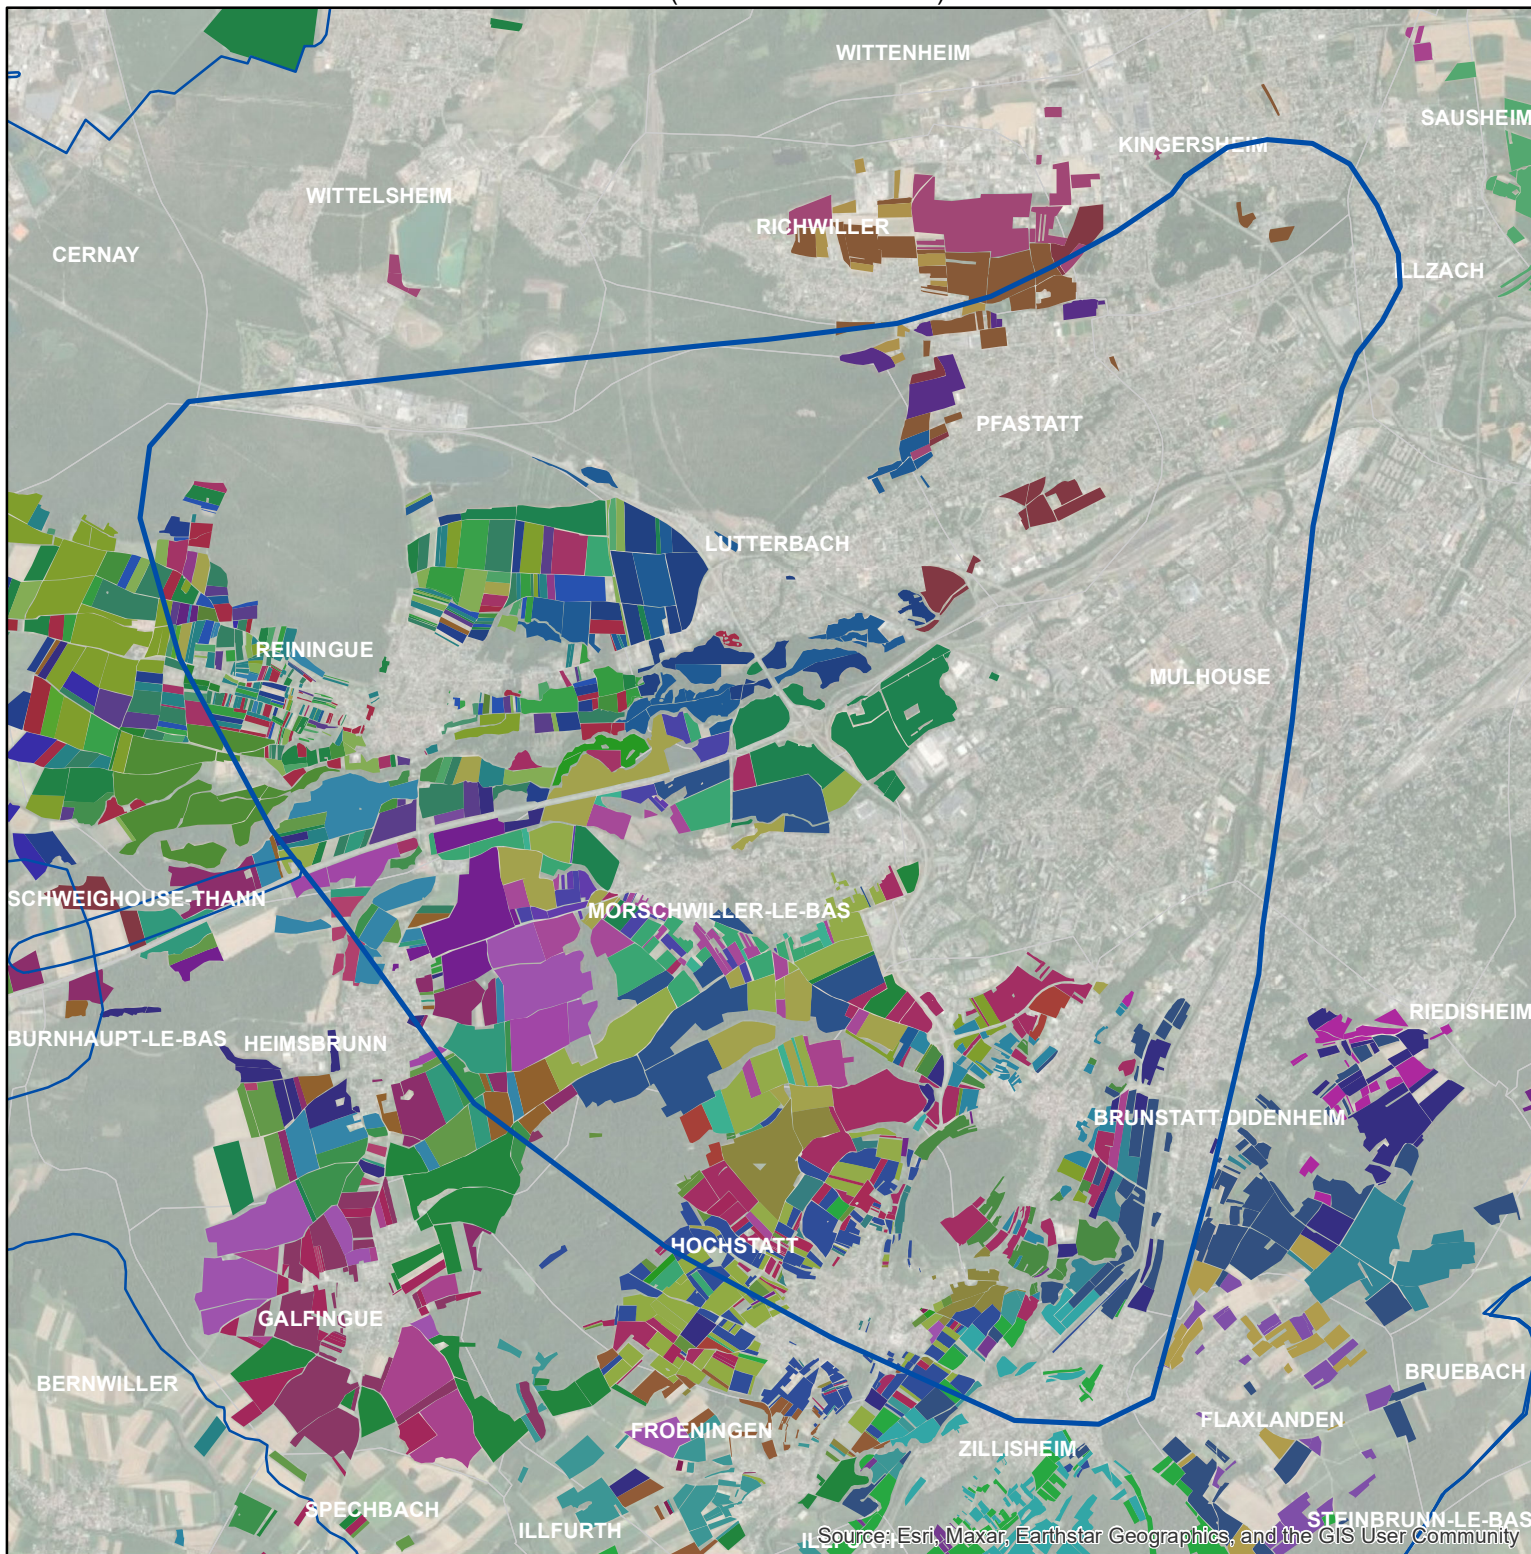 WITTENHEIM
SAUSHEIM
KINGERSHEIM
WITTELSHEIM
RICHWILLER
CERNAY
ILLZACH
PFASTATT
LUTTERBACH
REININGUE
MULHOUSE
SCHWEIGHOUSE-THANN
MORSCHWILLER-LE-BAS
RIEDISHEIM
BURNHAUPT-LE-BAS
HEIMSBRUNN
BRUNSTATT-DIDENHEIM
HOCHSTATT
GALFINGUE
BRUEBACH
BERNWILLER
FLAXLANDEN
FROENINGEN
ZILLISHEIM
SPECHBACH
STEINBRUNN-LE-BAS
ILLFURTH
ILLFURTH
Source: Esri, Maxar, Earthstar Geographics, and the GIS User Community